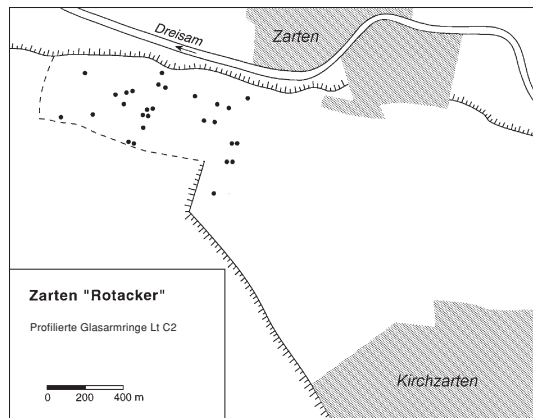 Dreisam
Zarten
Zarten "Rotacker"
Profilierte Glasarmringe Lt C2
0 200 400 m
Kirchzarten